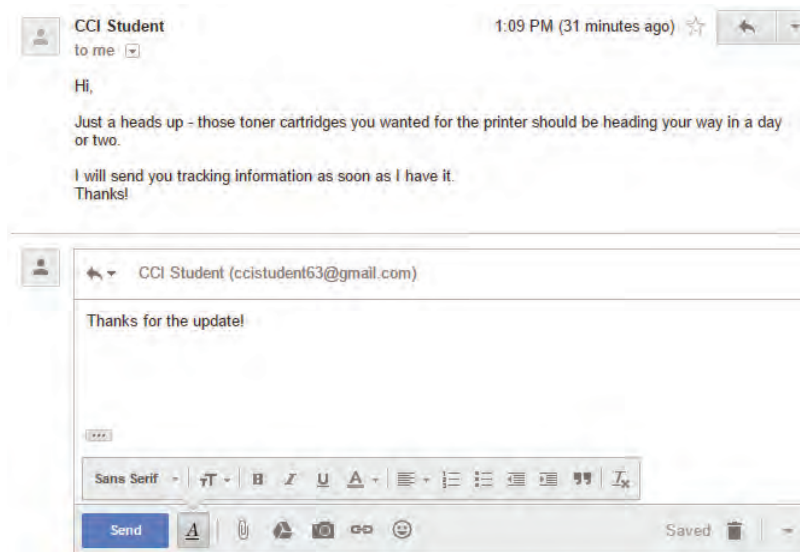 CCI Student
1:09 PM (31 minutes ago)
to me
Hi,
Just a heads up - those toner cartridges you wanted for the printer should be heading your way in a day
or two.
I will send you tracking information as soon as I have it.
Thanks!
CCI Student (ccistudent63@gmail.com)
Thanks for the update!
Sans Serif
Send
Saved